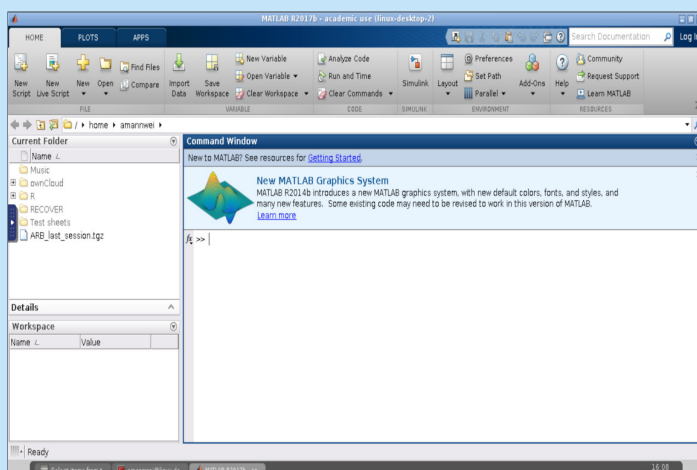 MATLAB R2017b - academic use (linux-desktop-2)
HOME PLOTS APPS Search Documentation Log In
New Script
New Live Script
New
Open
Find Files
Compare
Import Data
Save Workspace
New Variable
Open Variable
Clear Workspace
Analyze Code
Run and Time
Clear Commands
Simulink
Layout
Preferences
Set Path
Parallel
Add-Ons
Help
Community
Request Support
Learn MATLAB
FILE VARIABLE CODE SIMULINK ENVIRONMENT RESOURCES
/ home amannwei
Current Folder
Name
Music
ownCloud
R
RECOVER
Test sheets
ARB_last_session.tgz
Details
Workspace
Name Value
Command Window
New to MATLAB? See resources for Getting Started.
New MATLAB Graphics System
MATLAB R2014b introduces a new MATLAB graphics system, with new default colors, fonts, and styles, and
many new features. Some existing code may need to be revised to work in this version of MATLAB.
Learn more
fx >>
Ready
MATLAB R2017b
16:08